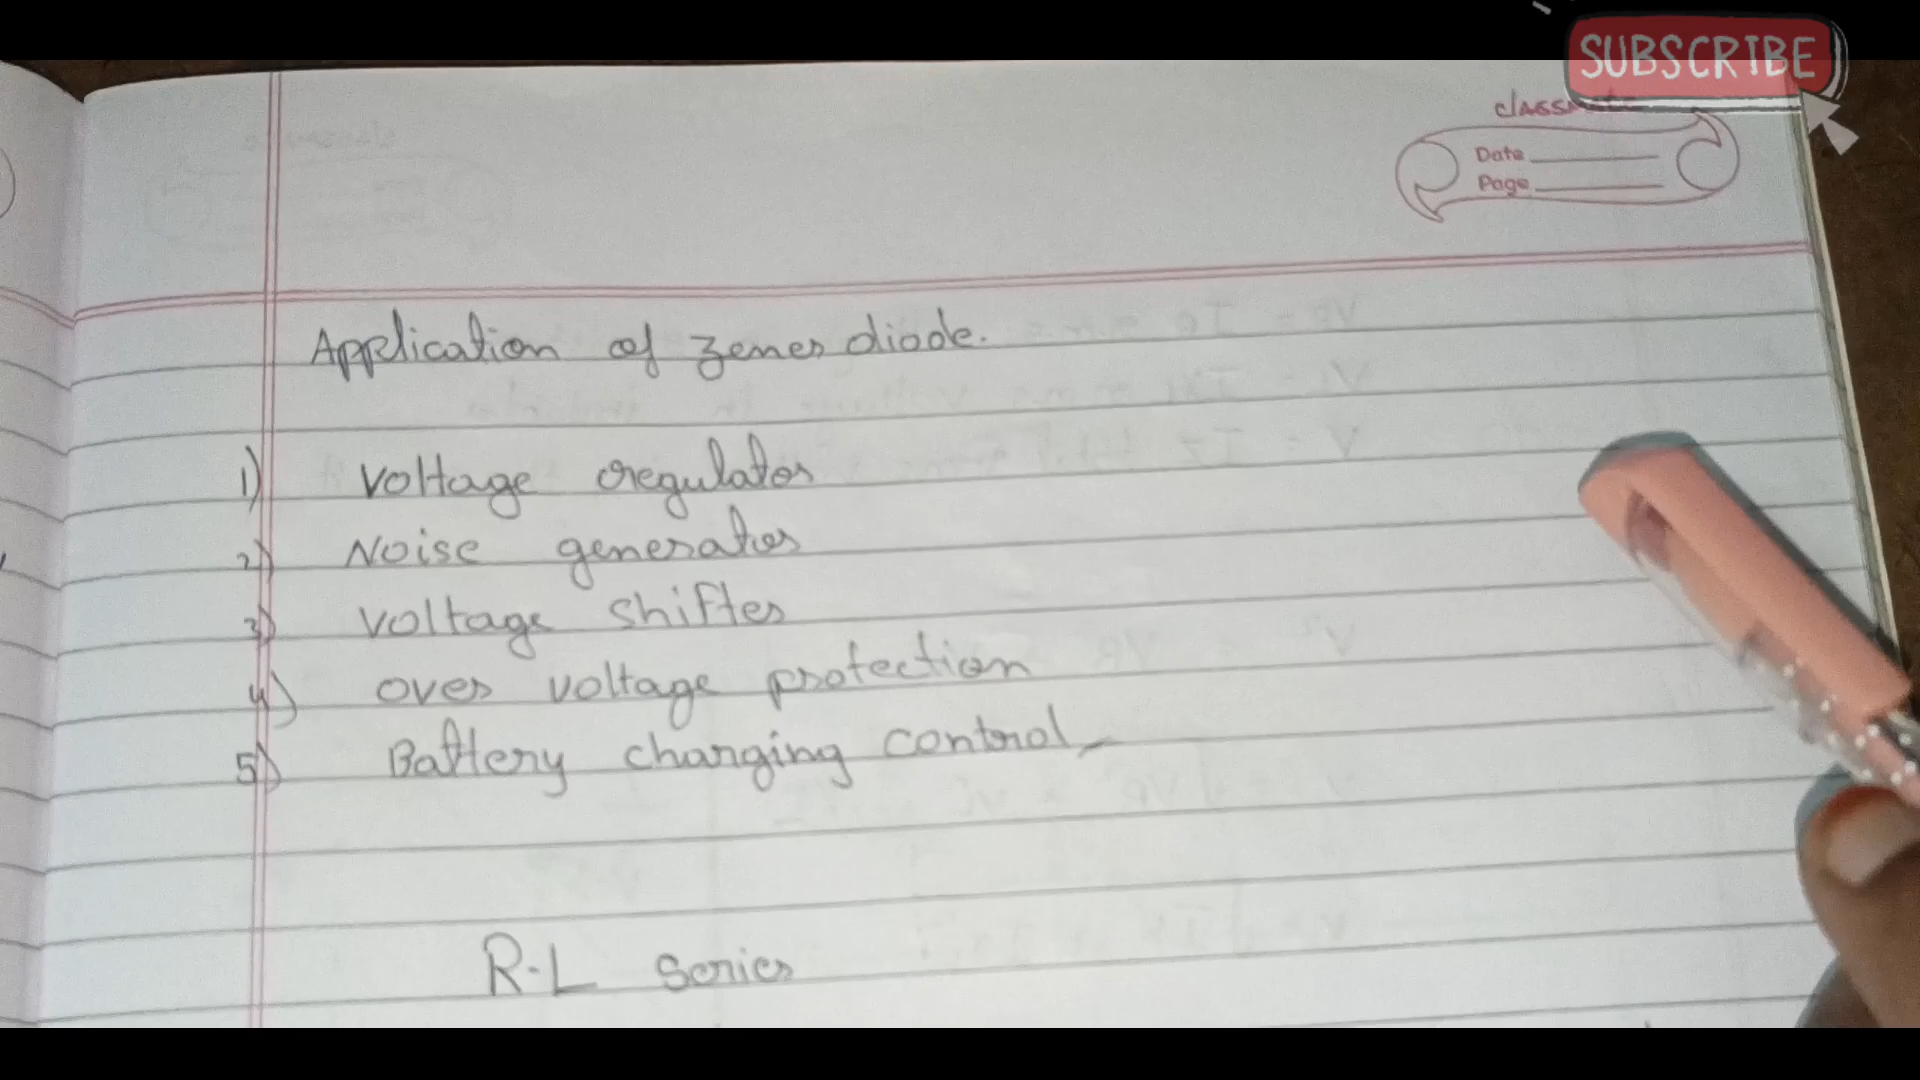 SUBSCRIBE
classmate
Date
Page
Application of zener diode.
1) Voltage regulator
2) Noise generator
3) Voltage shifter
4) over voltage protection
5) Battery charging control
R-L series